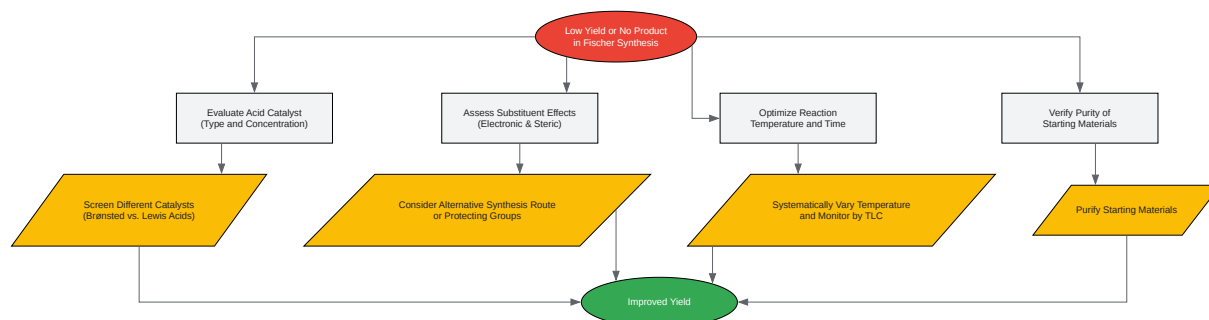 Low Yield or No Product
in Fischer Synthesis
Evaluate Acid Catalyst
(Type and Concentration)
Assess Substituent Effects
(Electronic & Steric)
Optimize Reaction
Temperature and Time
Verify Purity of
Starting Materials
Screen Different Catalysts
(Brønsted vs. Lewis Acids)
Consider Alternative Synthesis Route
or Protecting Groups
Systematically Vary Temperature
and Monitor by TLC
Purify Starting Materials
Improved Yield